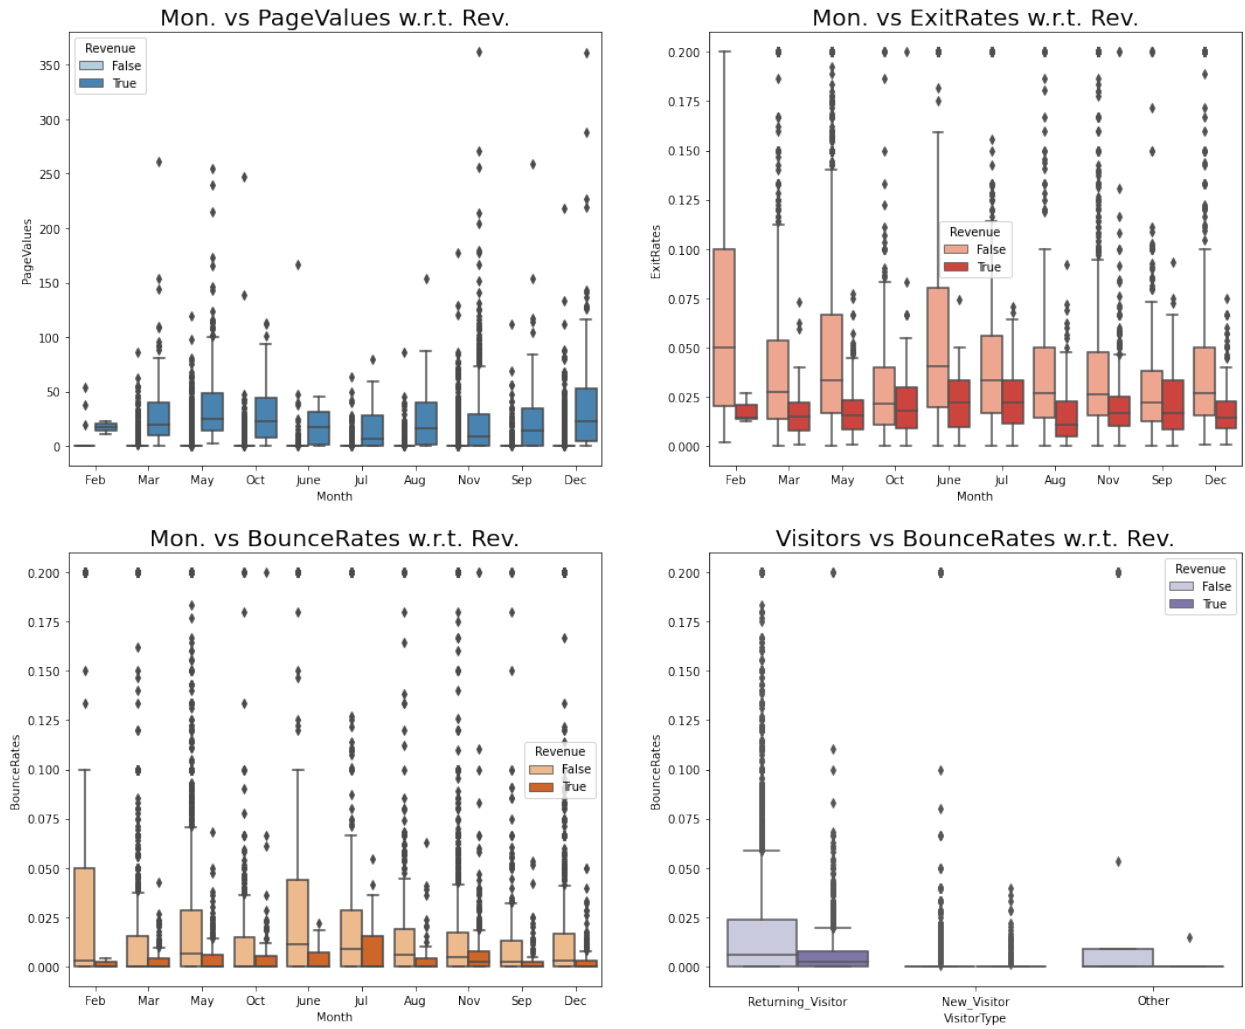 Mon. vs PageValues w.r.t. Rev.
Revenue
False
True
350
300
250
200
150
100
50
0
PageValues
Feb Mar May Oct June Jul Aug Nov Sep Dec
Month
Mon. vs ExitRates w.r.t. Rev.
0.200
0.175
0.150
0.125
0.100
0.075
0.050
0.025
0.000
ExitRates
Revenue
False
True
Feb Mar May Oct June Jul Aug Nov Sep Dec
Month
Mon. vs BounceRates w.r.t. Rev.
0.200
0.175
0.150
0.125
0.100
0.075
0.050
0.025
0.000
BounceRates
Revenue
False
True
Feb Mar May Oct June Jul Aug Nov Sep Dec
Month
Visitors vs BounceRates w.r.t. Rev.
Revenue
False
True
0.200
0.175
0.150
0.125
0.100
0.075
0.050
0.025
0.000
BounceRates
Returning_Visitor New_Visitor Other
VisitorType